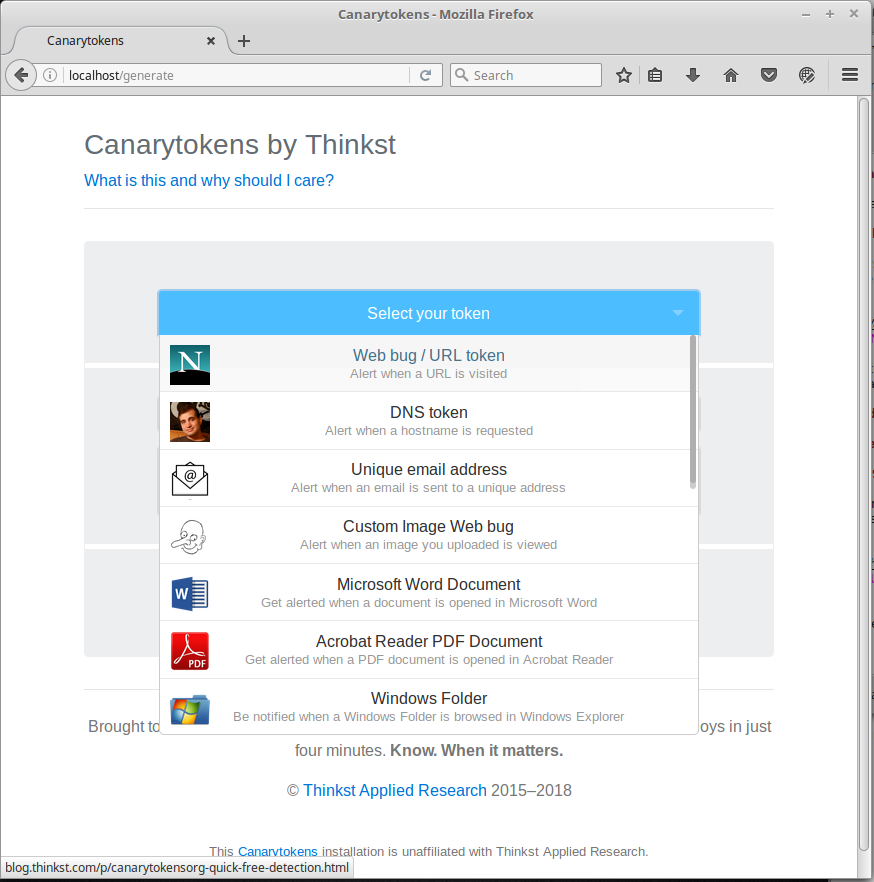 Canarytokens - Mozilla Firefox
Canarytokens
localhost/generate
Search
Canarytokens by Thinkst
What is this and why should I care?
Select your token
N
Web bug / URL token
Alert when a URL is visited
DNS token
Alert when a hostname is requested
@
Unique email address
Alert when an email is sent to a unique address
Custom Image Web bug
Alert when an image you uploaded is viewed
W
Microsoft Word Document
Get alerted when a document is opened in Microsoft Word
PDF
Acrobat Reader PDF Document
Get alerted when a PDF document is opened in Acrobat Reader
Windows Folder
Be notified when a Windows Folder is browsed in Windows Explorer
Brought to oys in just
four minutes. Know. When it matters.
© Thinkst Applied Research 2015–2018
This Canarytokens installation is unaffiliated with Thinkst Applied Research.
blog.thinkst.com/p/canarytokensorg-quick-free-detection.html